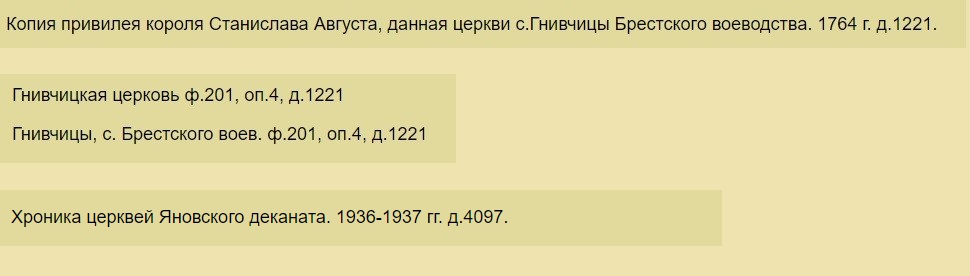 Копия привилея короля Станислава Августа, данная церкви с.Гнивчицы Брестского воеводства. 1764 г. д.1221.
Гнивчицкая церковь ф.201, оп.4, д.1221
Гнивчицы, с. Брестского воев. ф.201, оп.4, д.1221
Хроника церквей Яновского деканата. 1936-1937 гг. д.4097.